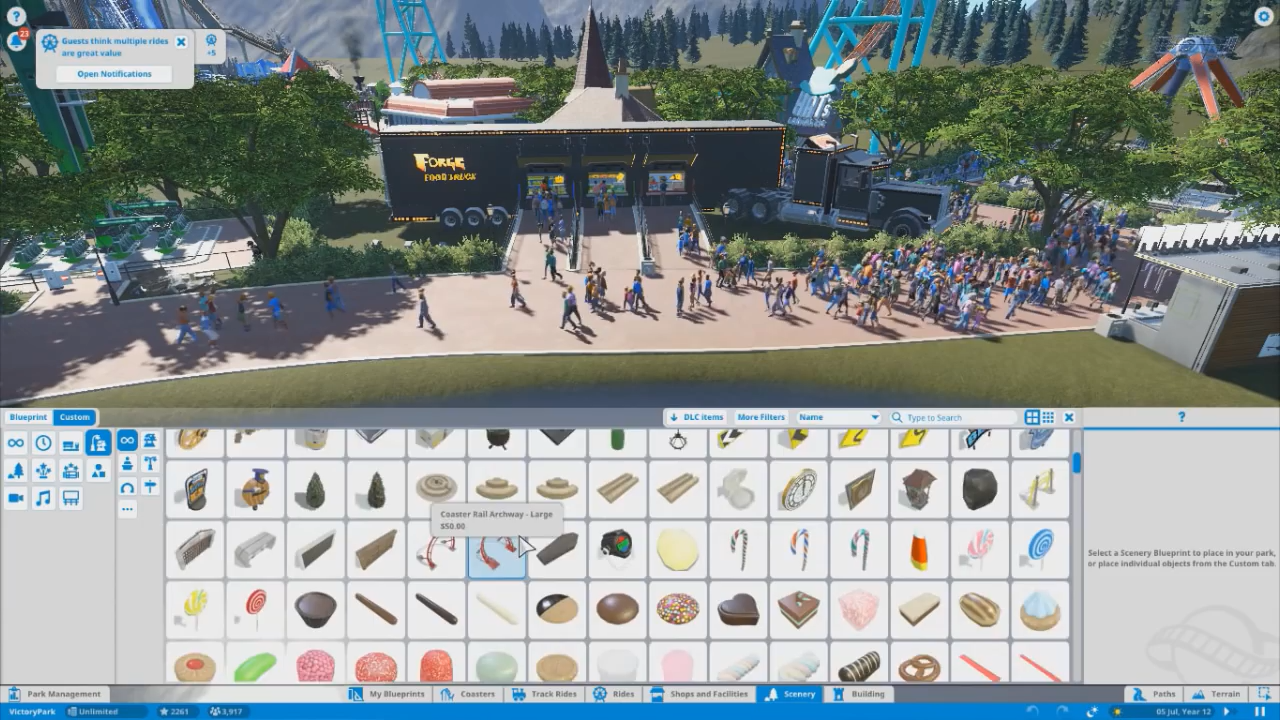 ?
23
Guests think multiple rides
are great value
+5
Open Notifications
FORGE
FOOD TRUCK
Blueprint
Custom
DLC items
More Filters
Name
Type to Search
?
Coaster Rail Archway - Large
$50.00
Select a Scenery Blueprint to place in your park,
or place individual objects from the Custom tab.
Park Management
My Blueprints
Coasters
Track Rides
Rides
Shops and Facilities
Scenery
Building
Paths
Terrain
VictoryPark
Unlimited
2261
3,917
05 Jul, Year 12